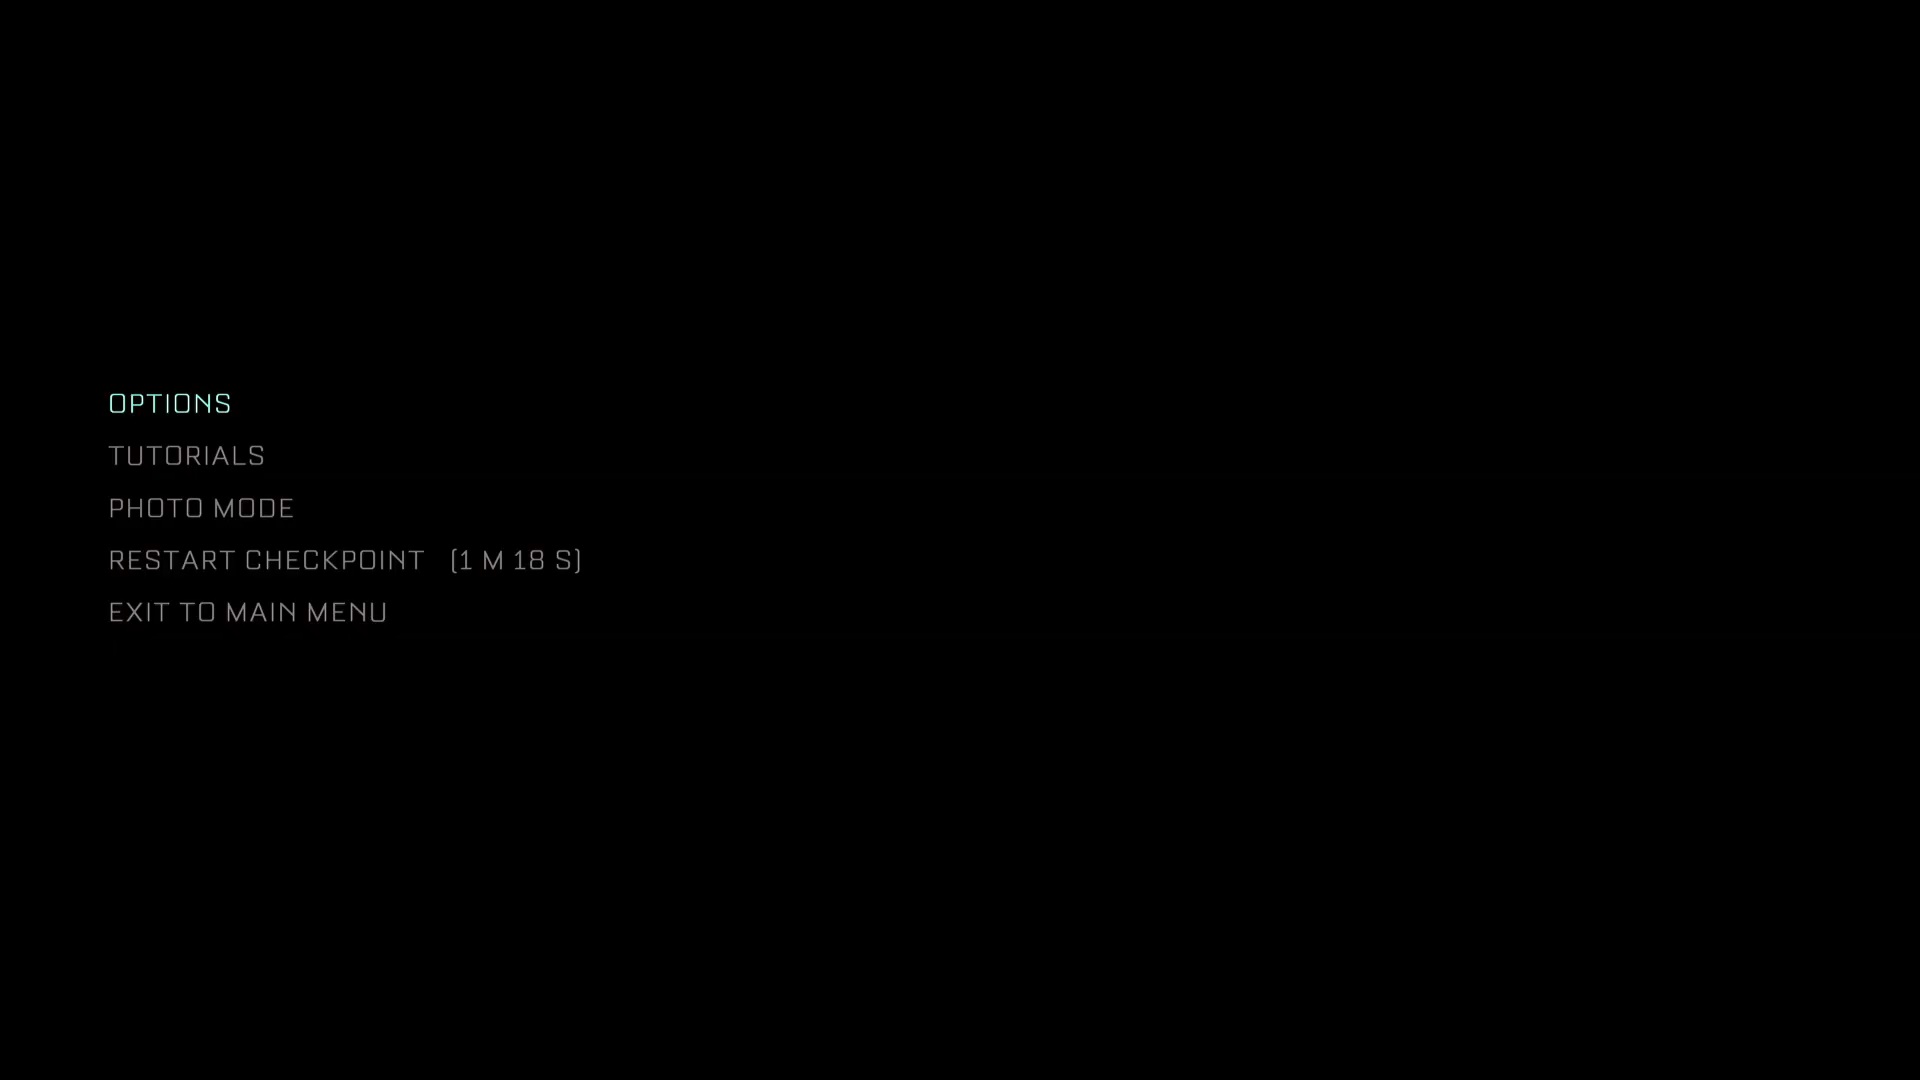 OPTIONS
TUTORIALS
PHOTO MODE
RESTART CHECKPOINT (1 M 18 S)
EXIT TO MAIN MENU